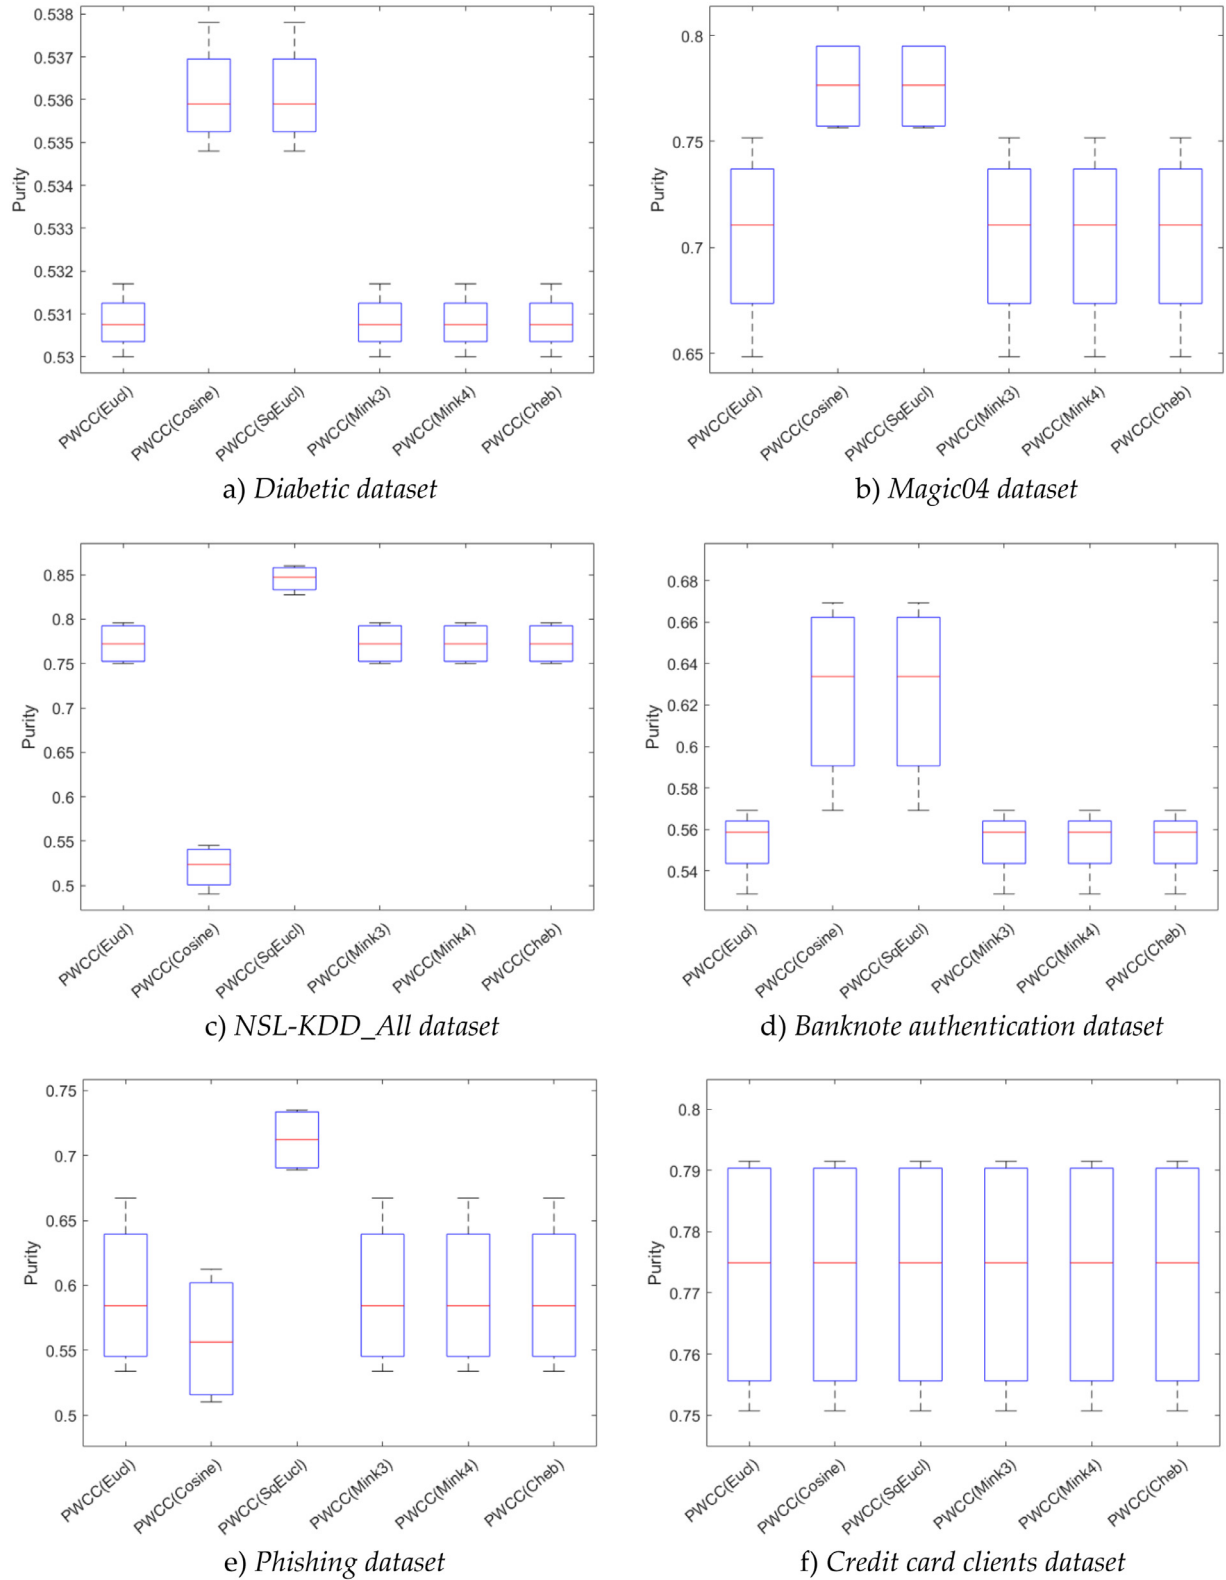 0.538
0.537
0.536
0.535
0.534
0.533
0.532
0.531
0.53
Purity
PWCC(Eucl)
PWCC(Cosine)
PWCC(SqEucl)
PWCC(Mink3)
PWCC(Mink4)
PWCC(Cheb)
a) Diabetic dataset
0.8
0.75
0.7
0.65
Purity
PWCC(Eucl)
PWCC(Cosine)
PWCC(SqEucl)
PWCC(Mink3)
PWCC(Mink4)
PWCC(Cheb)
b) Magic04 dataset
0.85
0.8
0.75
0.7
0.65
0.6
0.55
0.5
Purity
PWCC(Eucl)
PWCC(Cosine)
PWCC(SqEucl)
PWCC(Mink3)
PWCC(Mink4)
PWCC(Cheb)
c) NSL-KDD_All dataset
0.68
0.66
0.64
0.62
0.6
0.58
0.56
0.54
Purity
PWCC(Eucl)
PWCC(Cosine)
PWCC(SqEucl)
PWCC(Mink3)
PWCC(Mink4)
PWCC(Cheb)
d) Banknote authentication dataset
0.75
0.7
0.65
0.6
0.55
0.5
Purity
PWCC(Eucl)
PWCC(Cosine)
PWCC(SqEucl)
PWCC(Mink3)
PWCC(Mink4)
PWCC(Cheb)
e) Phishing dataset
0.8
0.79
0.78
0.77
0.76
0.75
Purity
PWCC(Eucl)
PWCC(Cosine)
PWCC(SqEucl)
PWCC(Mink3)
PWCC(Mink4)
PWCC(Cheb)
f) Credit card clients dataset